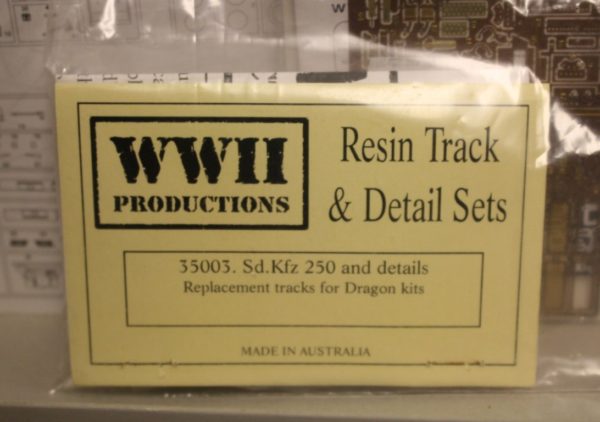 WWII
PRODUCTIONS
Resin Track
& Detail Sets
35003. Sd.Kfz 250 and details
Replacement tracks for Dragon kits
MADE IN AUSTRALIA